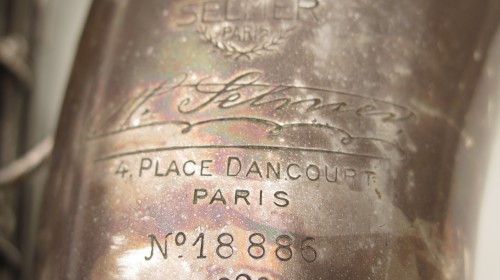 SELMER
PARIS
H. Selmer
4, PLACE DANCOURT
PARIS
Nº18886